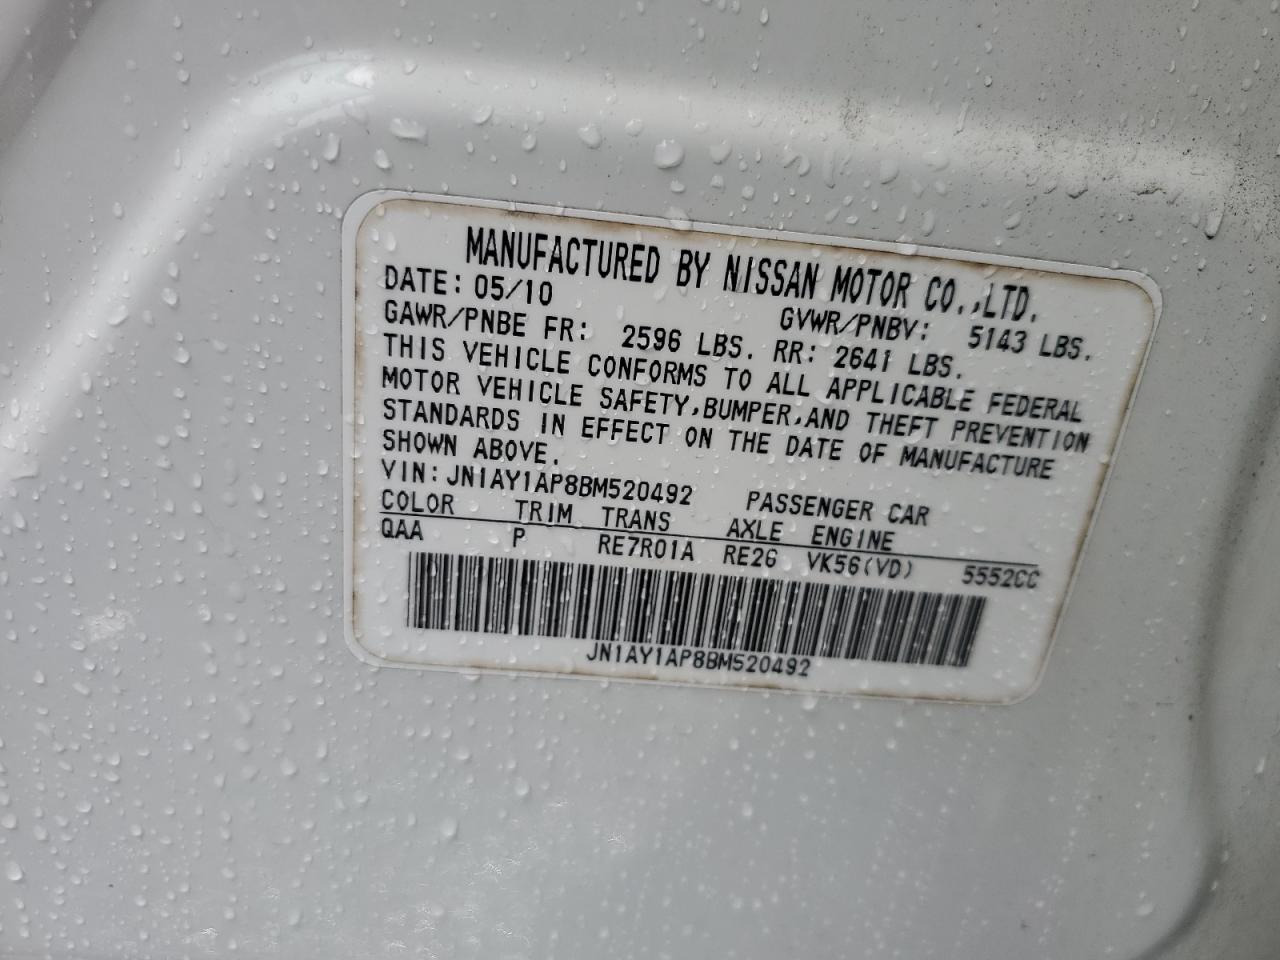 MANUFACTURED BY NISSAN MOTOR CO.,LTD.
DATE: 05/10 GVWR/PNBV: 5143 LBS.
GAWR/PNBE FR: 2596 LBS. RR: 2641 LBS.
THIS VEHICLE CONFORMS TO ALL APPLICABLE FEDERAL
MOTOR VEHICLE SAFETY,BUMPER,AND THEFT PREVENTION
STANDARDS IN EFFECT ON THE DATE OF MANUFACTURE
SHOWN ABOVE.
VIN: JN1AY1AP8BM520492 PASSENGER CAR
COLOR TRIM TRANS AXLE ENGINE
QAA P RE7R01A RE26 VK56(VD) 5552CC
JN1AY1AP8BM520492